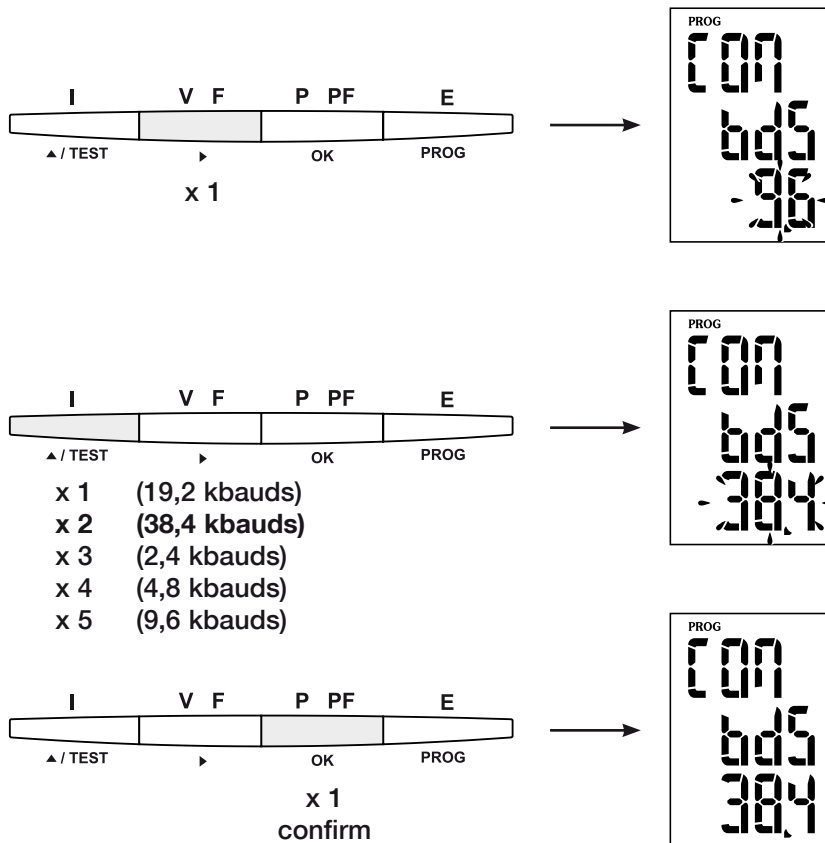 PROG
COM
bdS
96
I V F P PF E
▲ / TEST ▶ OK PROG
x 1
PROG
COM
bdS
38.4
I V F P PF E
▲ / TEST ▶ OK PROG
x 1 (19,2 kbauds)
x 2 (38,4 kbauds)
x 3 (2,4 kbauds)
x 4 (4,8 kbauds)
x 5 (9,6 kbauds)
PROG
COM
bdS
38.4
I V F P PF E
▲ / TEST ▶ OK PROG
x 1
confirm